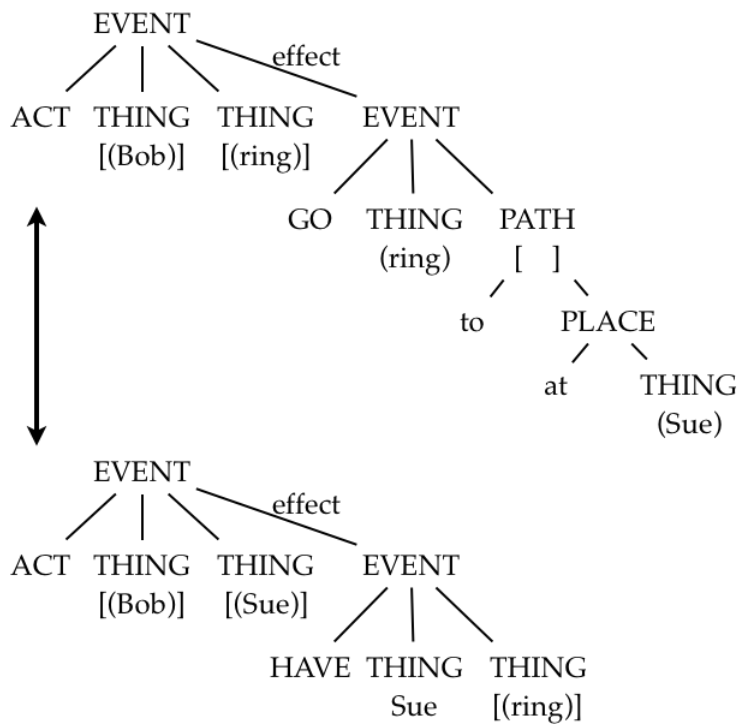 EVENT
effect
ACT THING THING EVENT
[(Bob)] [(ring)]
GO THING PATH
(ring) [ ]
to PLACE
at THING
(Sue)
EVENT
effect
ACT THING THING EVENT
[(Bob)] [(Sue)]
HAVE THING THING
Sue [(ring)]